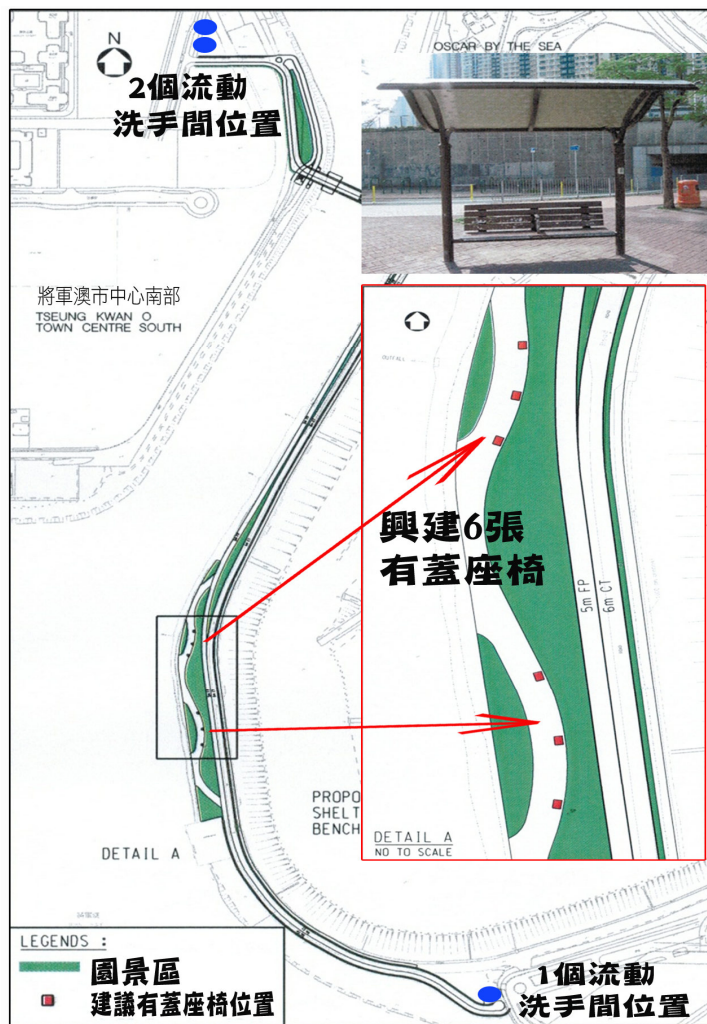 N
OSCAR BY THE SEA
2個流動
洗手間位置
將軍澳市中心南部
TSEUNG KWAN O
TOWN CENTRE SOUTH
OUTFALL
興建6張
有蓋座椅
5m FP
6m CT
PROPO
SHELT
BENCH
DETAIL A
NO TO SCALE
DETAIL A
LEGENDS :
園景區
建議有蓋座椅位置
1個流動
洗手間位置